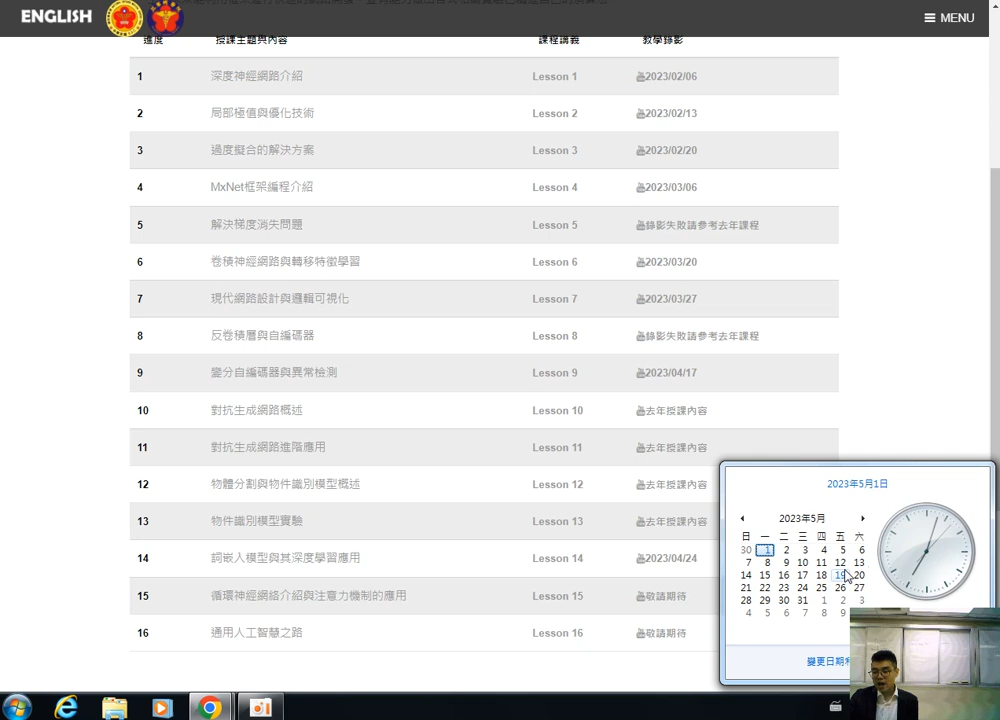 ENGLISH
MENU
進度 授課主題與內容 課程講義 教學錄影
1 深度神經網路介紹 Lesson 1 2023/02/06
2 局部極值與優化技術 Lesson 2 2023/02/13
3 過度擬合的解決方案 Lesson 3 2023/02/20
4 MxNet框架編程介紹 Lesson 4 2023/03/06
5 解決梯度消失問題 Lesson 5 錄影失敗請參考去年課程
6 卷積神經網路與轉移特徵學習 Lesson 6 2023/03/20
7 現代網路設計與邏輯可視化 Lesson 7 2023/03/27
8 反卷積層與自編碼器 Lesson 8 錄影失敗請參考去年課程
9 變分自編碼器與異常檢測 Lesson 9 2023/04/17
10 對抗生成網路概述 Lesson 10 去年授課內容
11 對抗生成網路進階應用 Lesson 11 去年授課內容
12 物體分割與物件識別模型概述 Lesson 12 去年授課內容
13 物件識別模型實驗 Lesson 13 去年授課內容
14 詞嵌入模型與其深度學習應用 Lesson 14 2023/04/24
15 循環神經網絡介紹與注意力機制的應用 Lesson 15 敬請期待
16 通用人工智慧之路 Lesson 16 敬請期待
2023年5月1日
2023年5月
日 一 二 三 四 五 六
30 1 2 3 4 5 6
7 8 9 10 11 12 13
14 15 16 17 18 19 20
21 22 23 24 25 26 27
28 29 30 31 1 2 3
4 5 6 7 8 9
變更日期和